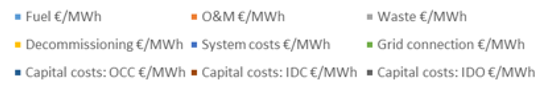 Fuel €/MWh O&M €/MWh Waste €/MWh
Decommissioning €/MWh System costs €/MWh Grid connection €/MWh
Capital costs: OCC €/MWh Capital costs: IDC €/MWh Capital costs: IDO €/MWh